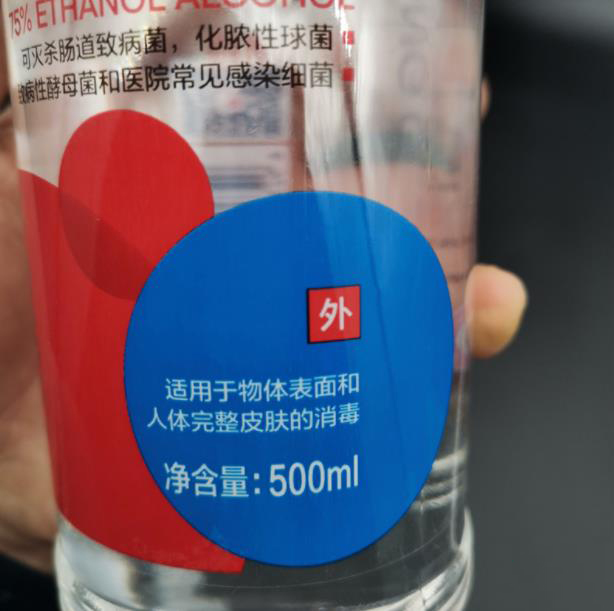 75% ETHANOL ALCOHOL
可灭杀肠道致病菌，化脓性球菌
致病性酵母菌和医院常见感染细菌
外
适用于物体表面和
人体完整皮肤的消毒
净含量:500ml